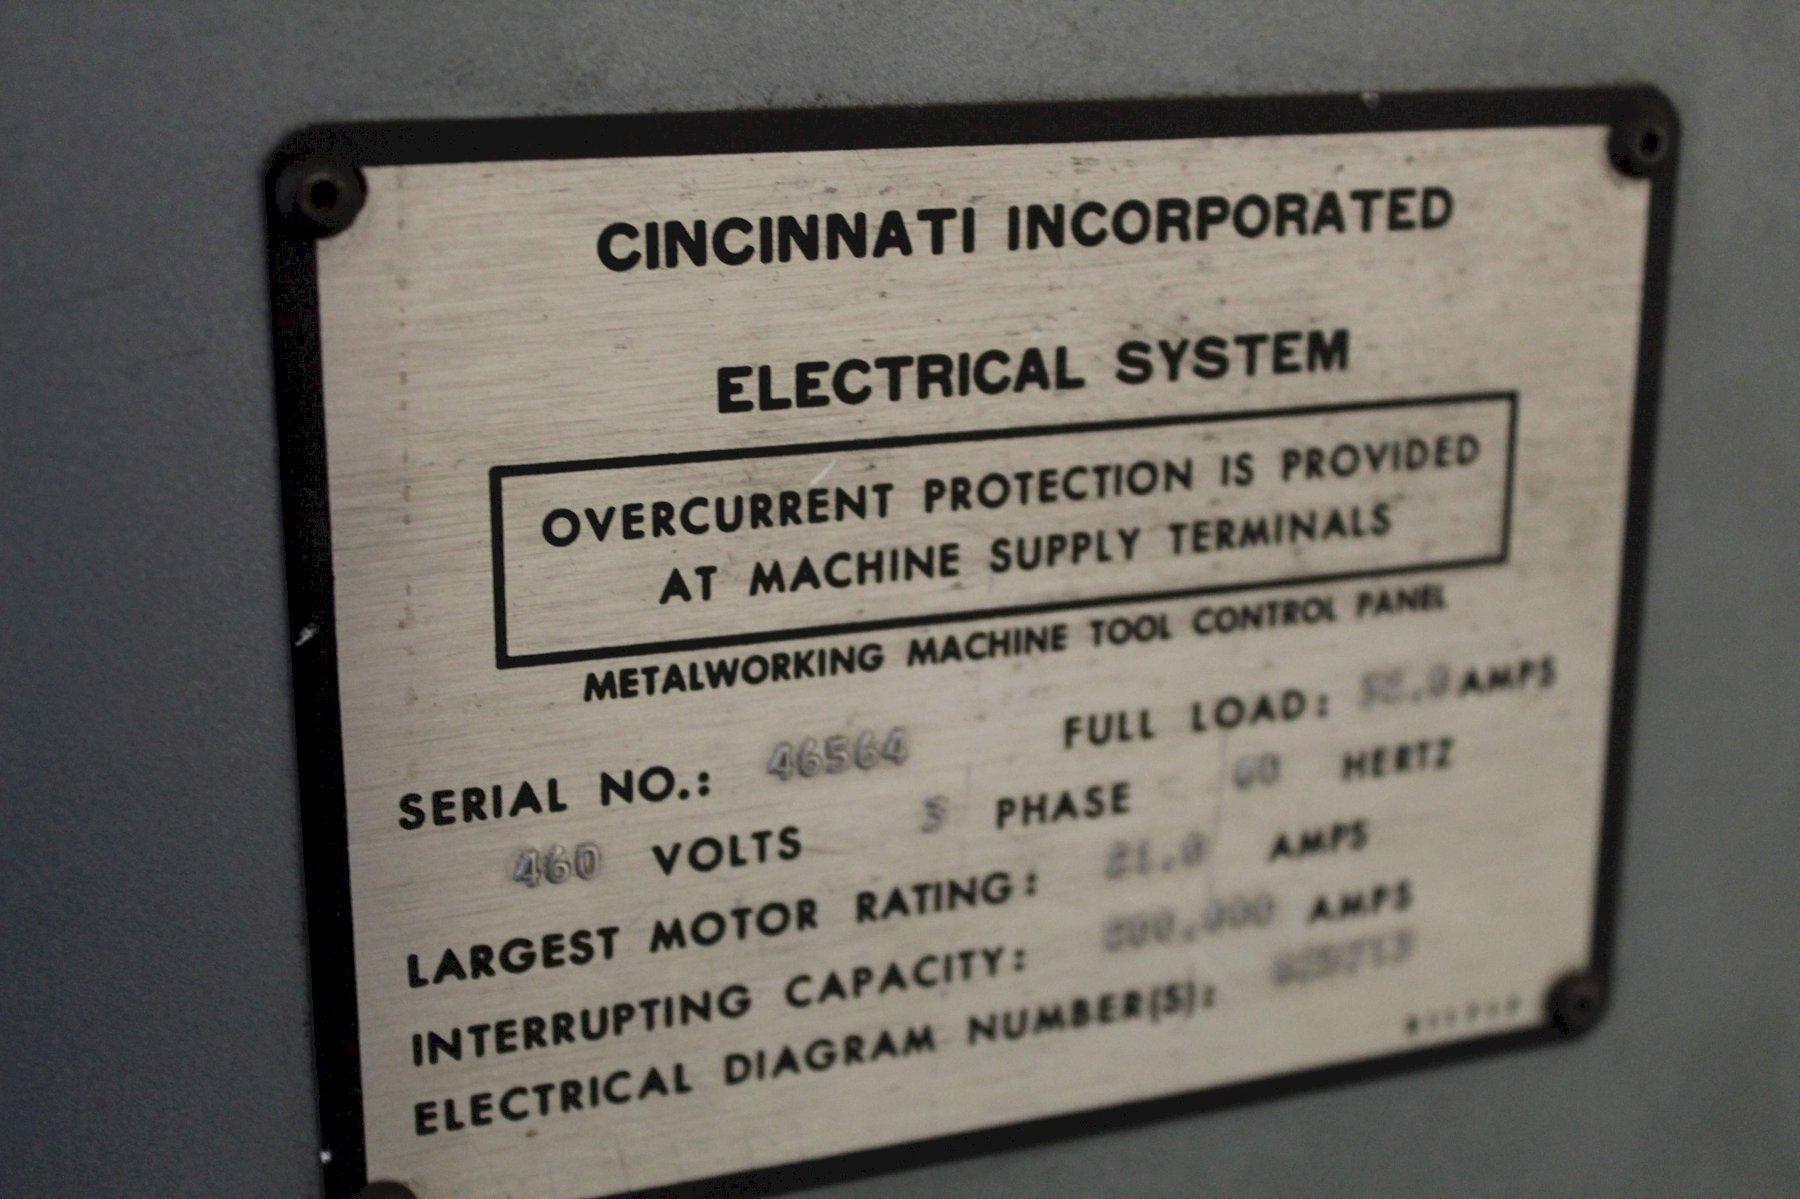 CINCINNATI INCORPORATED
ELECTRICAL SYSTEM
OVERCURRENT PROTECTION IS PROVIDED
AT MACHINE SUPPLY TERMINALS
METALWORKING MACHINE TOOL CONTROL PANEL
SERIAL NO.: 46564 FULL LOAD: AMPS
460 VOLTS 3 PHASE 60 HERTZ
LARGEST MOTOR RATING: 21.0 AMPS
INTERRUPTING CAPACITY: 200,000 AMPS
ELECTRICAL DIAGRAM NUMBER(S):